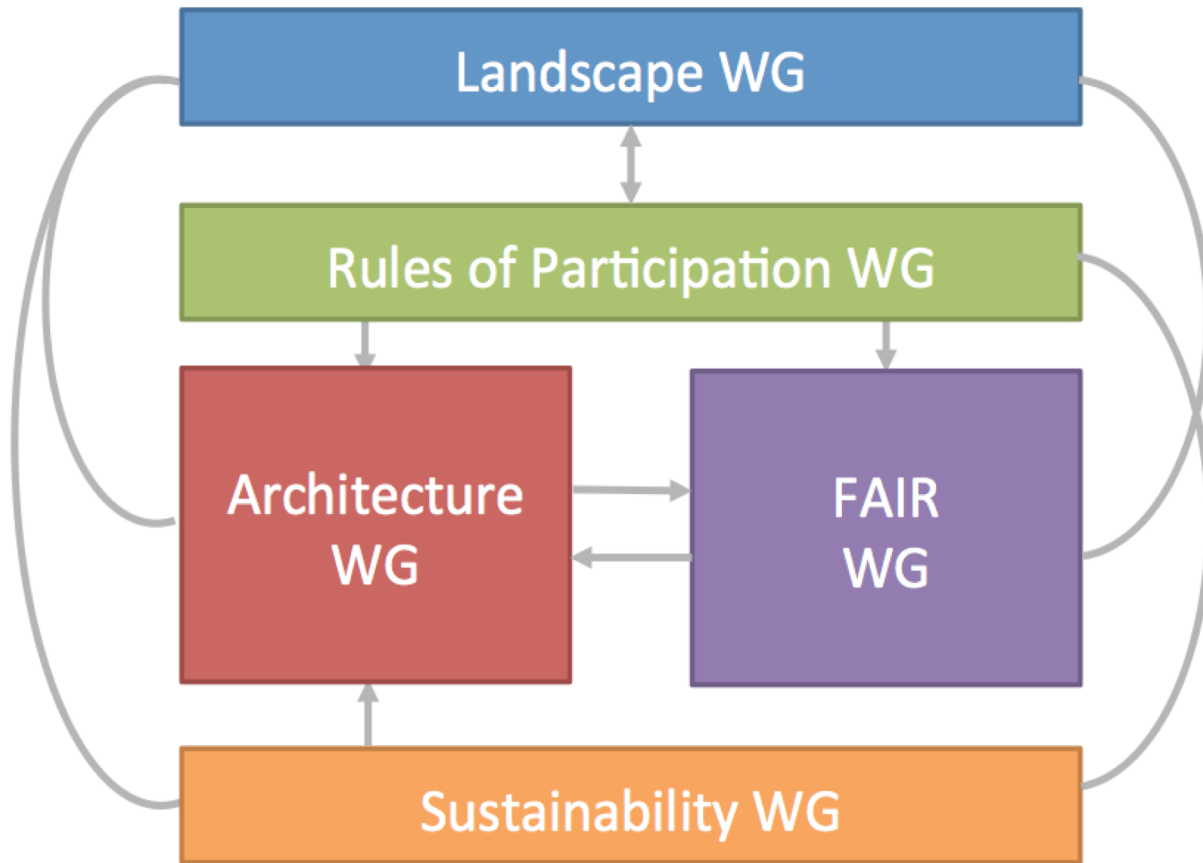 Landscape WG
Rules of Participation WG
Architecture
WG
FAIR
WG
Sustainability WG